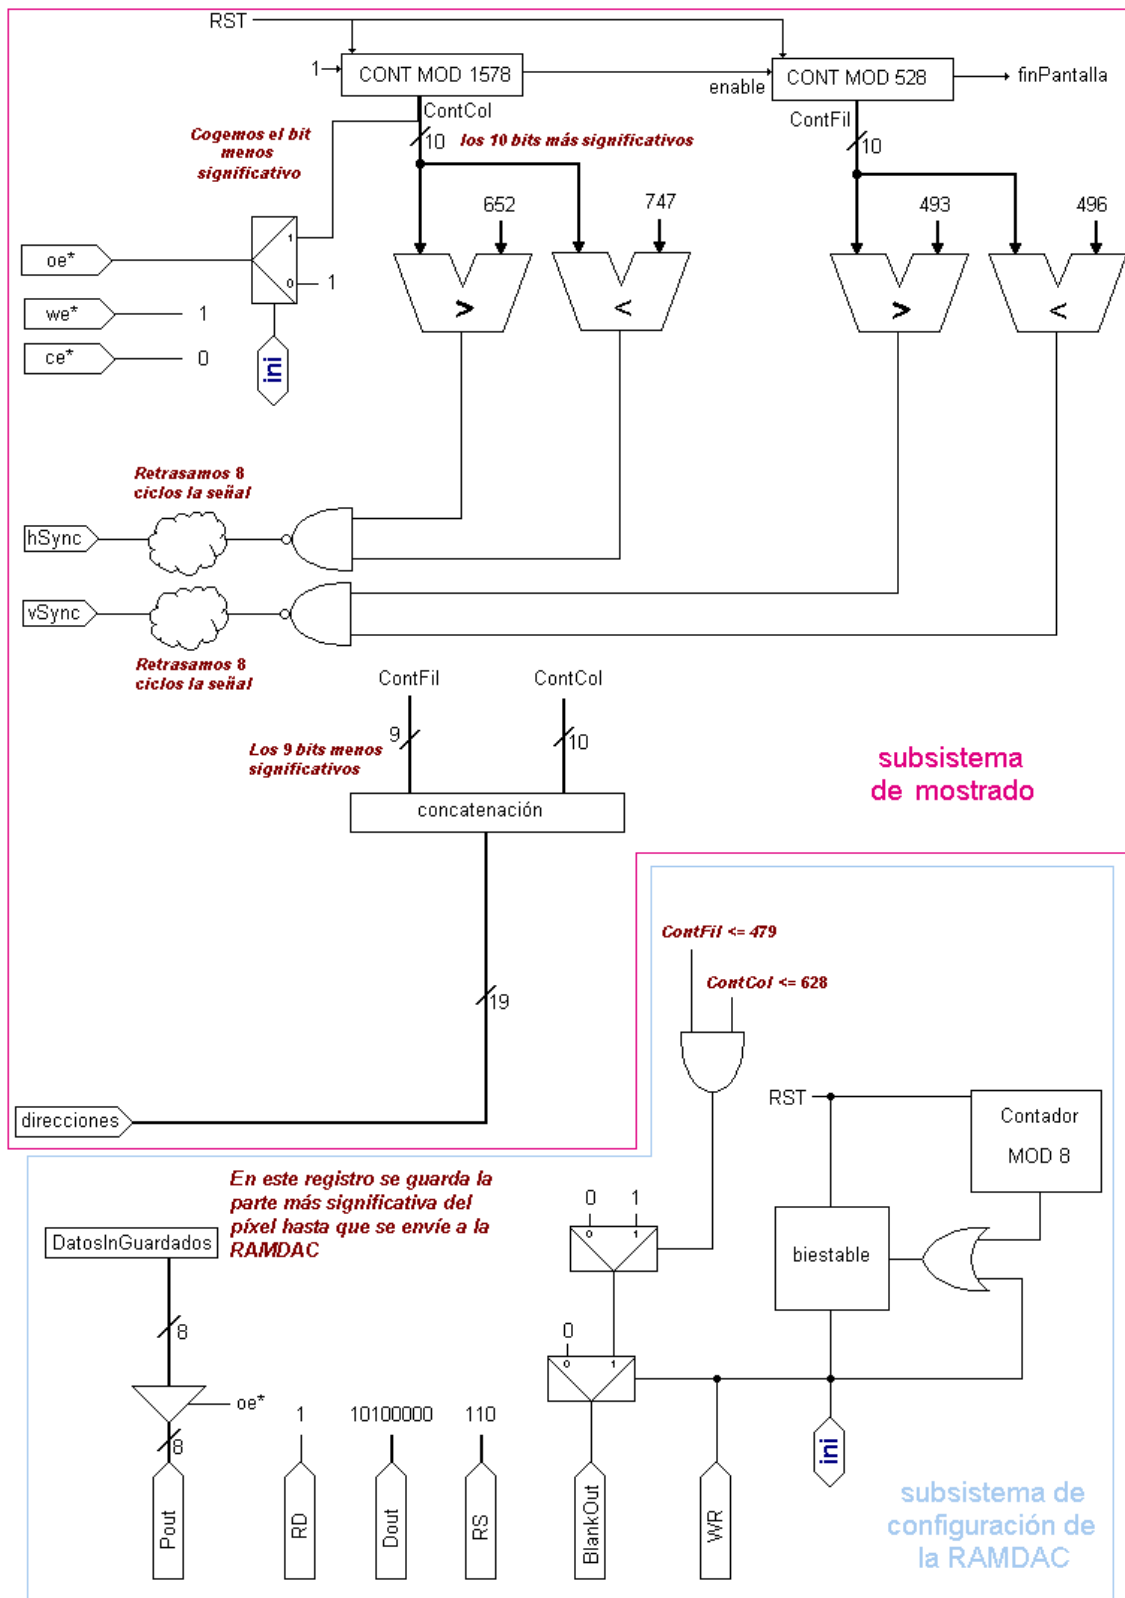 RST
1
CONT MOD 1578
enable
CONT MOD 528
finPantalla
ContCol
ContFil
Cogemos el bit
menos
significativo
10
los 10 bits más significativos
10
652
747
493
496
1
0
1
oe*
we*
1
ce*
0
ini
>
<
>
<
Retrasamos 8
ciclos la señal
hSync
vSync
Retrasamos 8
ciclos la señal
ContFil
ContCol
9
10
Los 9 bits menos
significativos
concatenación
subsistema
de mostrado
19
direcciones
ContFil <= 479
ContCol <= 628
RST
Contador
MOD 8
En este registro se guarda la
parte más significativa del
píxel hasta que se envíe a la
RAMDAC
0
1
0
1
DatosInGuardados
biestable
8
0
0
1
oe*
8
1
10100000
110
ini
Pout
RD
Dout
RS
BlankOut
WR
subsistema de
configuración de
la RAMDAC